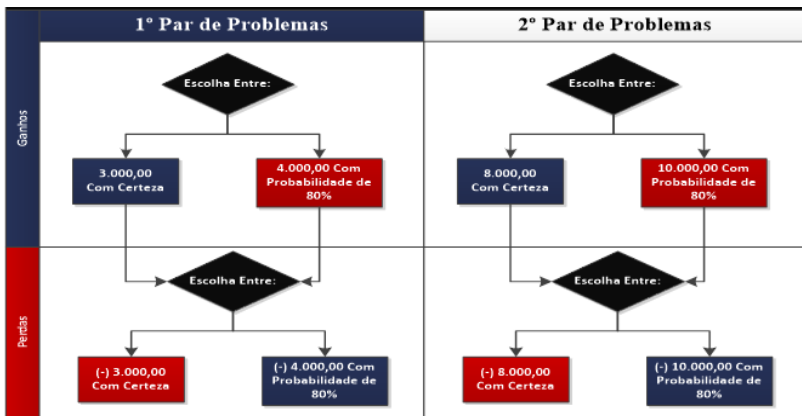 1º Par de Problemas
2º Par de Problemas
Ganhos
Escolha Entre:
Escolha Entre:
3.000,00
Com Certeza
4.000,00 Com
Probabilidade de
80%
8.000,00
Com Certeza
10.000,00 Com
Probabilidade de
80%
Perdas
Escolha Entre:
Escolha Entre:
(-) 3.000,00
Com Certeza
(-) 4.000,00 Com
Probabilidade de
80%
(-) 8.000,00
Com Certeza
(-) 10.000,00 Com
Probabilidade de
80%